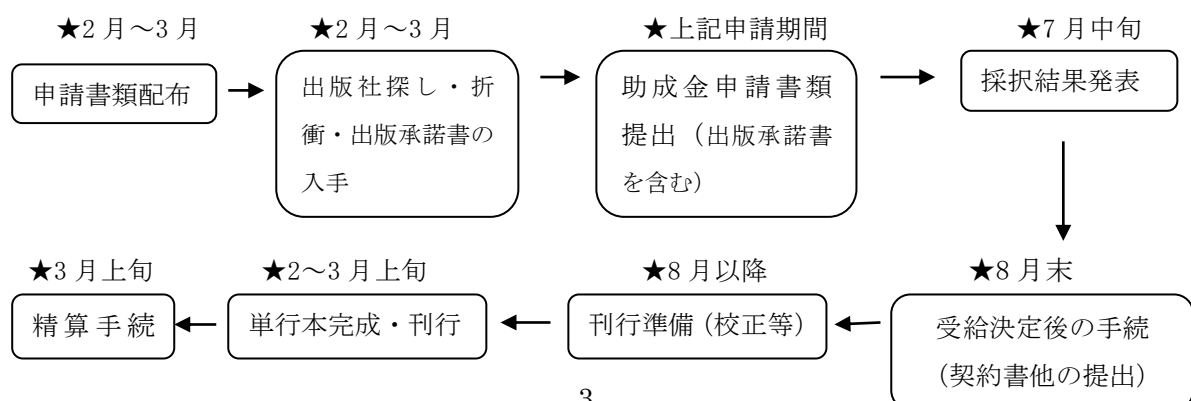 ★2月～3月
申請書類配布
★2月～3月
出版社探し・折
衝・出版承諾書の
入手
★上記申請期間
助成金申請書類
提出（出版承諾書
を含む）
★7月中旬
採択結果発表
★8月末
受給決定後の手続
（契約書他の提出）
★8月以降
刊行準備（校正等）
★2～3月上旬
単行本完成・刊行
★3月上旬
精算手続
3